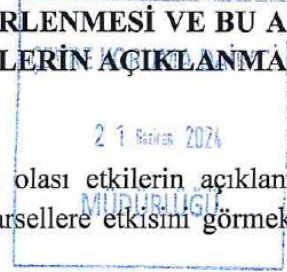 RLENMESİ VE BU A
LERİN AÇIKLANMA
2 1 Haziran 2024
olası etkilerin açıklan
MÜDÜRLÜĞÜ
arsellere etkisini görmek